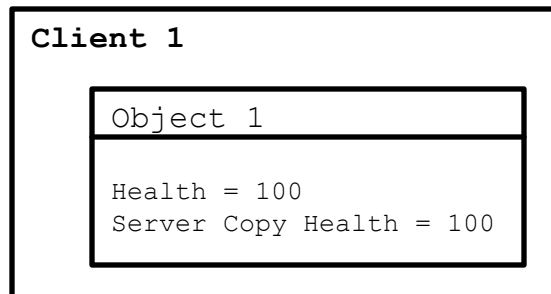 Client 1
Object 1
Health = 100
Server Copy Health = 100